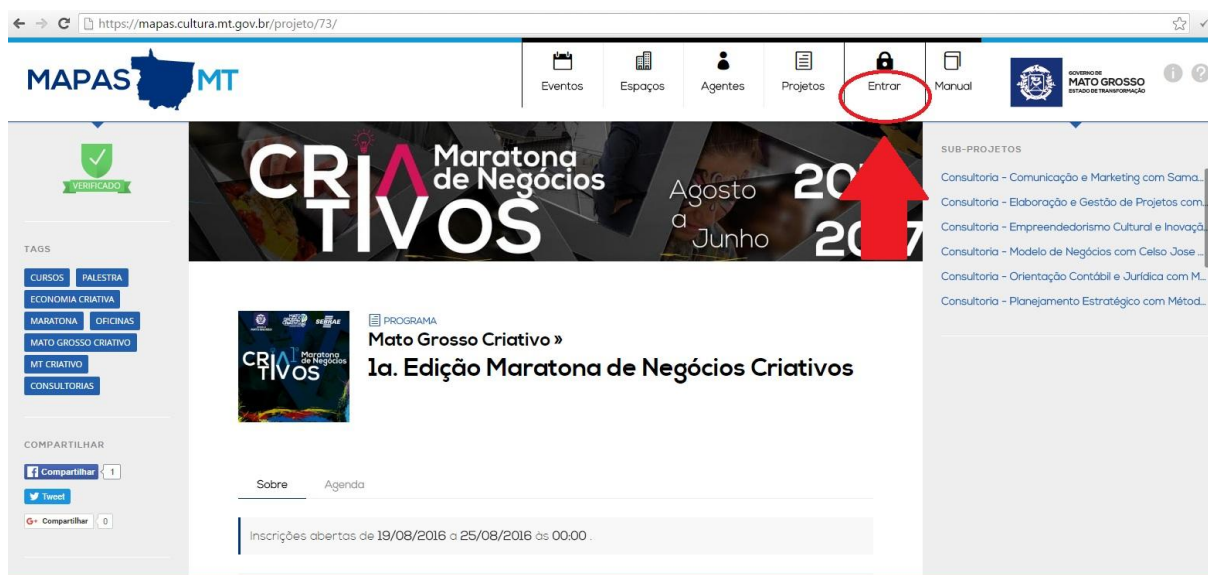 https://mapas.cultura.mt.gov.br/projeto/73/
MAPAS MT
Eventos
Espaços
Agentes
Projetos
Entrar
Manual
GOVERNO DE
MATO GROSSO
ESTADO DE TRANSFORMAÇÃO
VERIFICADO
TAGS
CURSOS PALESTRA
ECONOMIA CRIATIVA
MARATONA OFICINAS
MATO GROSSO CRIATIVO
MT CRIATIVO
CONSULTORIAS
COMPARTILHAR
Compartilhar 1
Tweet
G+ Compartilhar 0
CRIATIVOS
Maratona
de Negócios
Agosto
a
Junho
PROGRAMA
Mato Grosso Criativo »
1a. Edição Maratona de Negócios Criativos
SEBRAE
CRIATIVOS
1ª Maratona
de Negócios
Sobre Agenda
Inscrições abertas de 19/08/2016 a 25/08/2016 às 00:00 .
SUB-PROJETOS
Consultoria - Comunicação e Marketing com Sama...
Consultoria - Elaboração e Gestão de Projetos com...
Consultoria - Empreendedorismo Cultural e Inovaçã...
Consultoria - Modelo de Negócios com Celso Jose ...
Consultoria - Orientação Contábil e Jurídica com M...
Consultoria - Planejamento Estratégico com Métod...